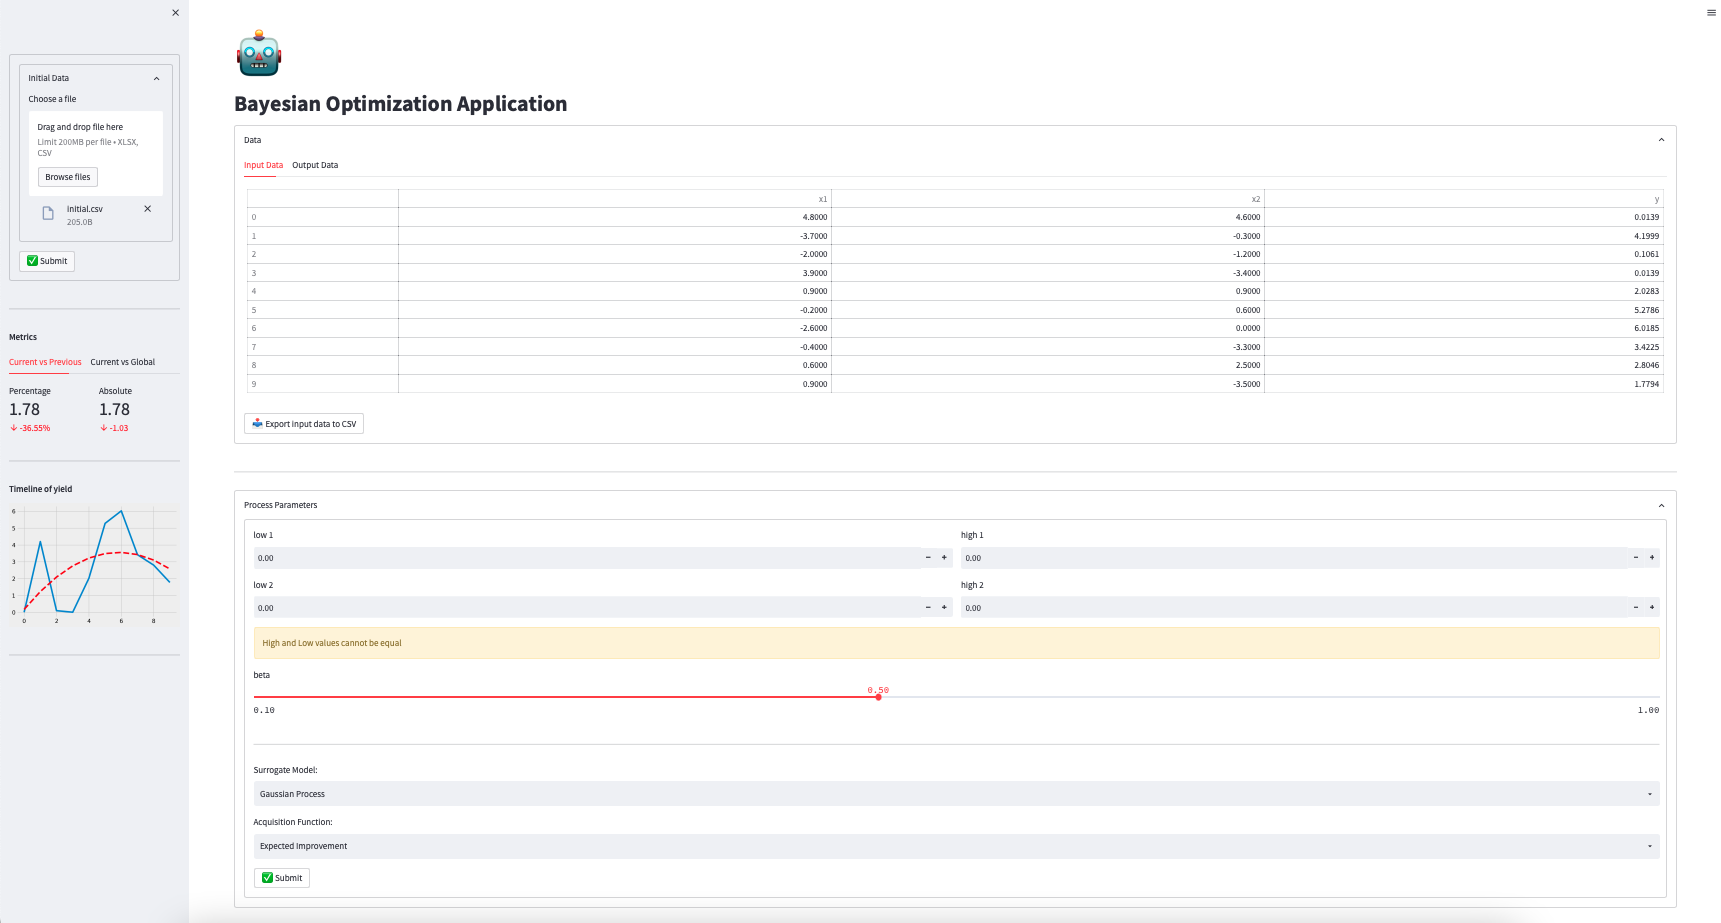 Initial Data
Choose a file
Drag and drop file here
Limit 200MB per file • XLSX,
CSV
Browse files
initial.csv
205.0B
Submit
Metrics
Current vs Previous Current vs Global
Percentage Absolute
1.78 1.78
↓ -36.55% ↓ -1.03
Timeline of yield
6
5
4
3
2
1
0
0 2 4 6 8
Bayesian Optimization Application
Data
Input Data Output Data
x1 x2 y
0 4.8000 4.6000 0.0139
1 -3.7000 -0.3000 4.1999
2 -2.0000 -1.2000 0.1061
3 3.9000 -3.4000 0.0139
4 0.9000 0.9000 2.0283
5 -0.2000 0.6000 5.2786
6 -2.6000 0.0000 6.0185
7 -0.4000 -3.3000 3.4225
8 0.6000 2.5000 2.8046
9 0.9000 -3.5000 1.7794
Export input data to CSV
Process Parameters
low 1 high 1
0.00 - + 0.00 - +
low 2 high 2
0.00 - + 0.00 - +
High and Low values cannot be equal
beta
0.50
0.10 1.00
Surrogate Model:
Gaussian Process
Acquisition Function:
Expected Improvement
Submit